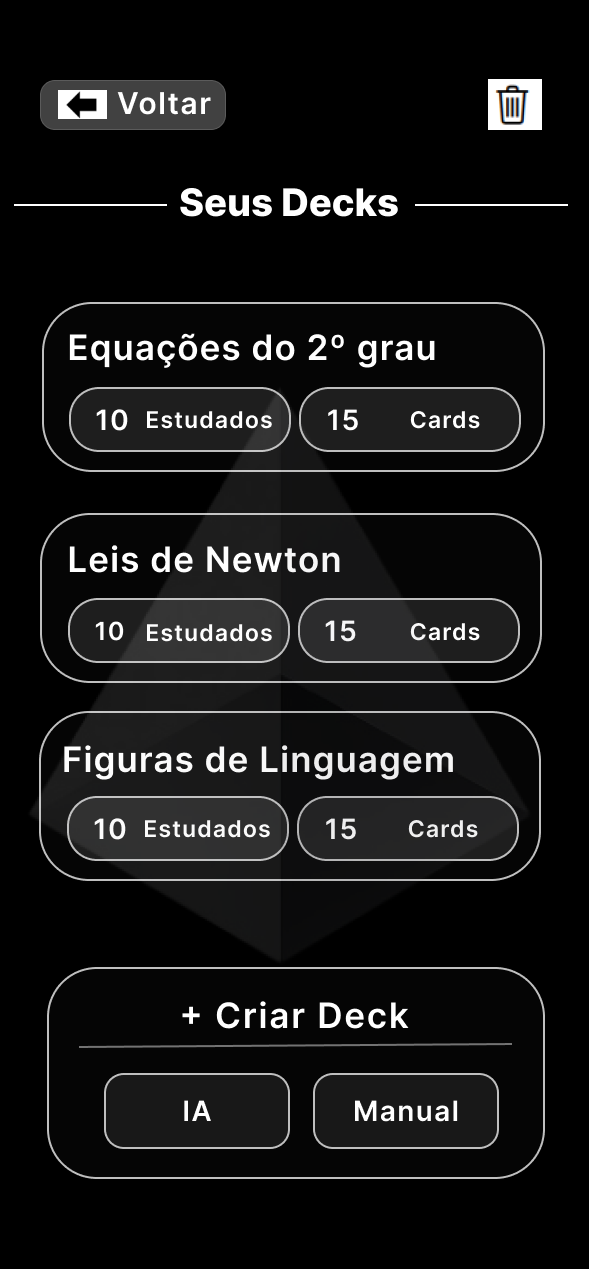 Voltar
Seus Decks
Equações do 2º grau
10 Estudados 15 Cards
Leis de Newton
10 Estudados 15 Cards
Figuras de Linguagem
10 Estudados 15 Cards
+ Criar Deck
IA Manual